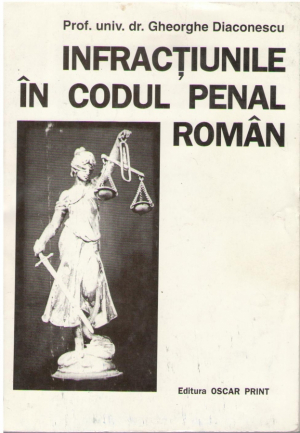 Prof. univ. dr. Gheorghe Diaconescu
INFRACȚIUNILE
ÎN CODUL PENAL
ROMÂN
Editura OSCAR PRINT